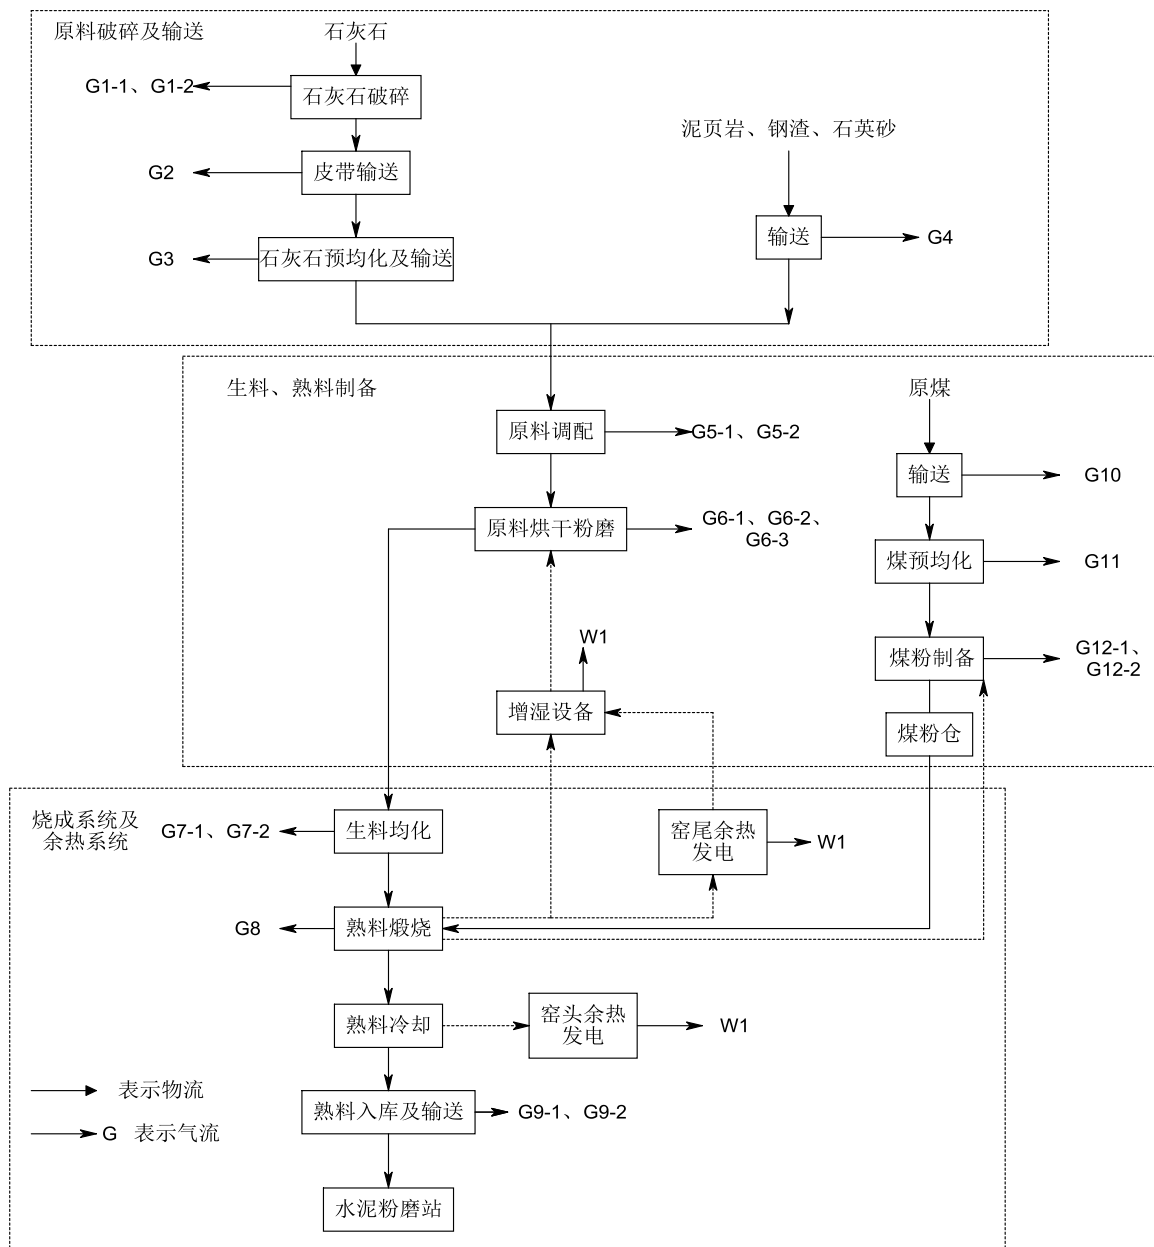 原料破碎及输送
石灰石
G1-1、G1-2
石灰石破碎
泥页岩、钢渣、石英砂
G2
皮带输送
输送
G4
G3
石灰石预均化及输送
生料、熟料制备
原煤
原料调配
G5-1、G5-2
输送
G10
原料烘干粉磨
G6-1、G6-2、
G6-3
煤预均化
G11
W1
煤粉制备
G12-1、
G12-2
增湿设备
煤粉仓
烧成系统及
余热系统
G7-1、G7-2
生料均化
窑尾余热
发电
W1
G8
熟料煅烧
熟料冷却
窑头余热
发电
W1
表示物流
熟料入库及输送
G9-1、G9-2
G 表示气流
水泥粉磨站